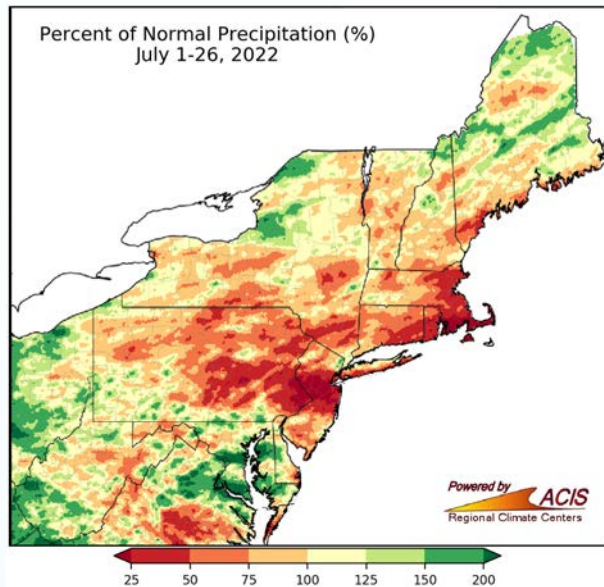 Percent of Normal Precipitation (%)
July 1-26, 2022
Powered by
ACIS
Regional Climate Centers
25 50 75 100 125 150 200